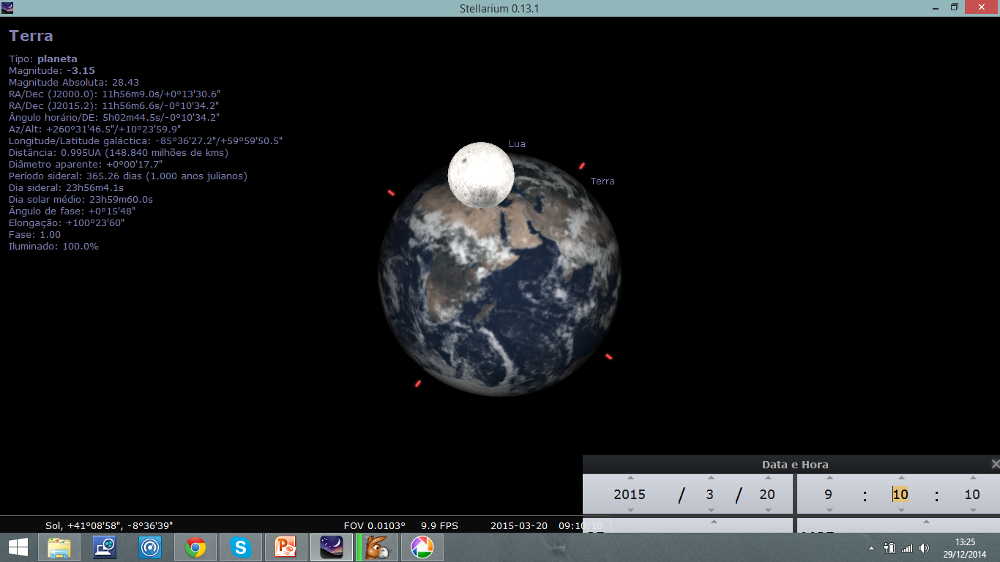 Stellarium 0.13.1
Terra
Tipo: planeta
Magnitude: -3.15
Magnitude Absoluta: 28.43
RA/Dec (J2000.0): 11h56m9.0s/+0°13'30.6"
RA/Dec (J2015.2): 11h56m6.6s/-0°10'34.2"
Ângulo horário/DE: 5h02m44.5s/-0°10'34.2"
Az/Alt: +260°31'46.5"/+10°23'59.9"
Longitude/Latitude galáctica: -85°36'27.2"/+59°59'50.5"
Distância: 0.995UA (148.840 milhões de kms)
Diâmetro aparente: +0°00'17.7"
Período sideral: 365.26 dias (1.000 anos julianos)
Dia sideral: 23h56m4.1s
Dia solar médio: 23h59m60.0s
Ângulo de fase: +0°15'48"
Elongação: +100°23'60"
Fase: 1.00
Iluminado: 100.0%
Lua
Terra
Data e Hora
2015 / 3 / 20 9 : 10 : 10
Sol, +41°08'58", -8°36'39" FOV 0.0103° 9.9 FPS 2015-03-20 09:10:10
13:25
29/12/2014